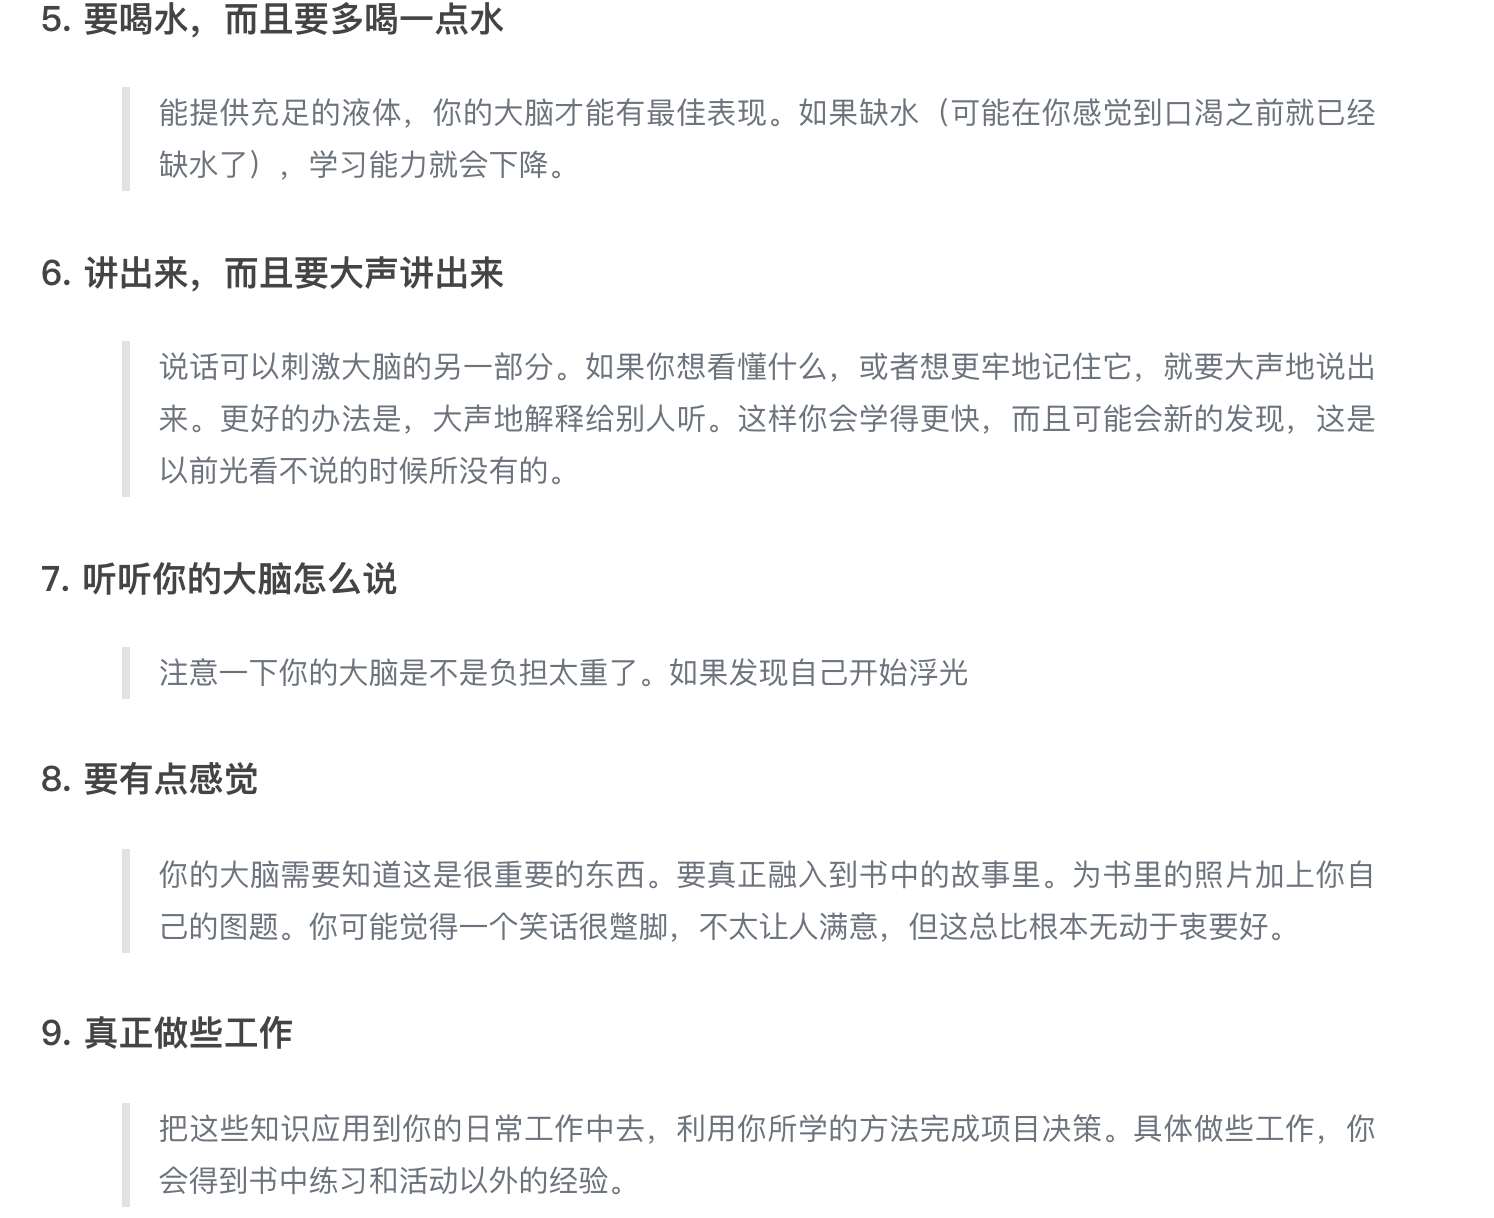 5. 要喝水，而且要多喝一点水
能提供充足的液体，你的大脑才能有最佳表现。如果缺水（可能在你感觉到口渴之前就已经
缺水了），学习能力就会下降。
6. 讲出来，而且要大声讲出来
说话可以刺激大脑的另一部分。如果你想看懂什么，或者想更牢地记住它，就要大声地说出
来。更好的办法是，大声地解释给别人听。这样你会学得更快，而且可能会新的发现，这是
以前光看不说的时候所没有的。
7. 听听你的大脑怎么说
注意一下你的大脑是不是负担太重了。如果发现自己开始浮光
8. 要有点感觉
你的大脑需要知道这是很重要的东西。要真正融入到书中的故事里。为书里的照片加上你自
己的图题。你可能觉得一个笑话很蹩脚，不太让人满意，但这总比根本无动于衷要好。
9. 真正做些工作
把这些知识应用到你的日常工作中去，利用你所学的方法完成项目决策。具体做些工作，你
会得到书中练习和活动以外的经验。